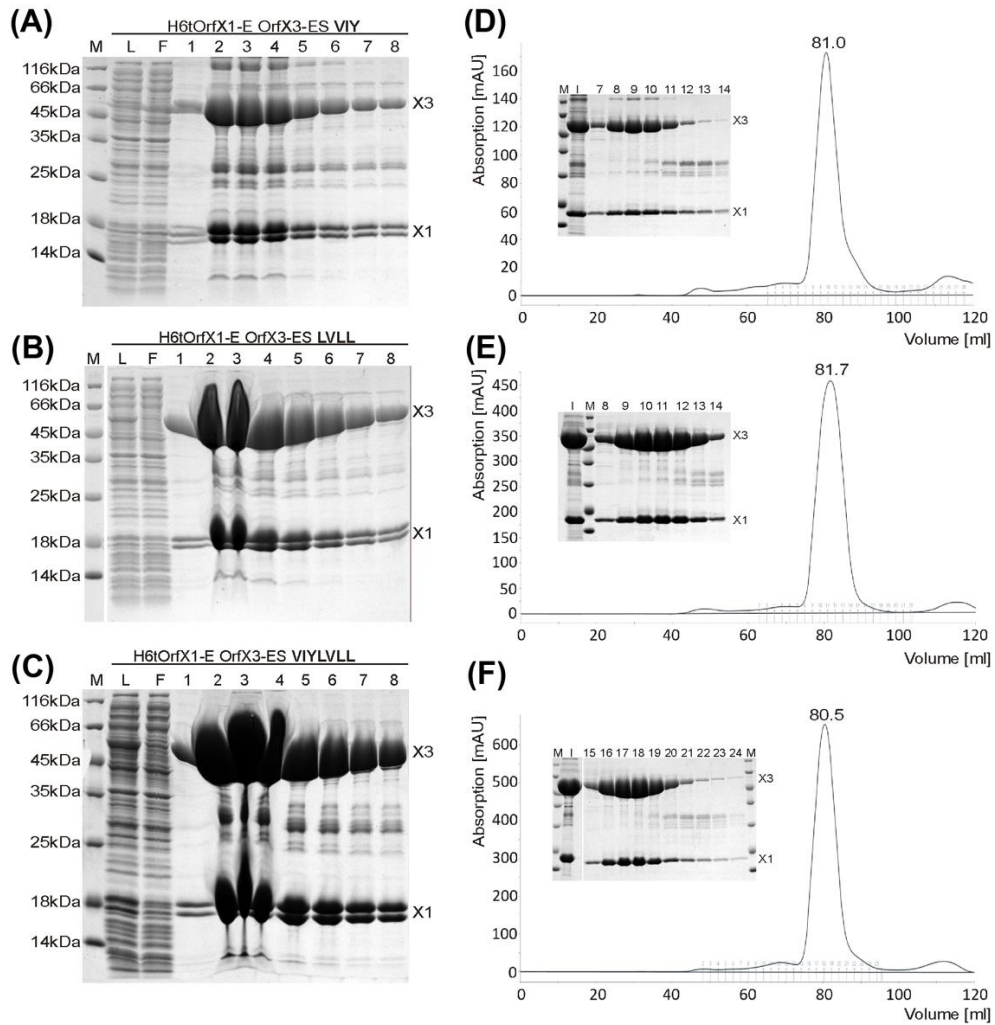 (A)
H6tOrfX1-E OrfX3-ES VIY
M L F 1 2 3 4 5 6 7 8
116kDa
66kDa
45kDa
35kDa
25kDa
18kDa
14kDa
X3
X1
(B)
H6tOrfX1-E OrfX3-ES LVLL
M L F 1 2 3 4 5 6 7 8
116kDa
66kDa
45kDa
35kDa
25kDa
18kDa
14kDa
X3
X1
(C)
H6tOrfX1-E OrfX3-ES VIYLVLL
M L F 1 2 3 4 5 6 7 8
116kDa
66kDa
45kDa
35kDa
25kDa
18kDa
14kDa
X3
X1
(D)
81.0
Absorption [mAU]
160
140
120
100
80
60
40
20
0
M I 7 8 9 10 11 12 13 14
X3
X1
0 20 40 60 80 100 120
Volume [ml]
(E)
81.7
Absorption [mAU]
450
400
350
300
250
200
150
100
50
0
I M 8 9 10 11 12 13 14
X3
X1
0 20 40 60 80 100 120
Volume [ml]
(F)
80.5
Absorption [mAU]
600
500
400
300
200
100
0
M I 15 16 17 18 19 20 21 22 23 24 M
X3
X1
0 20 40 60 80 100 120
Volume [ml]